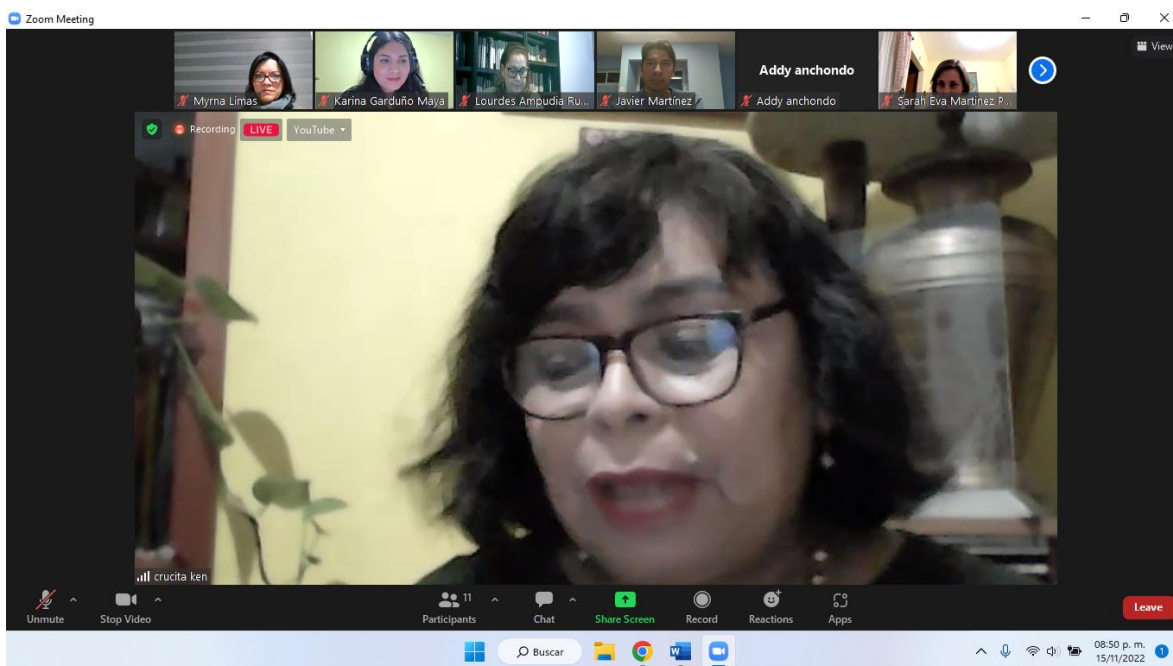 Zoom Meeting
View
Addy anchondo
Myrna Limas
Karina Garduño Maya
Lourdes Ampudia Ru...
Javier Martínez
Addy anchondo
Sarah Eva Martínez P...
Recording
LIVE
YouTube
crucita ken
Unmute
Stop Video
11
Participants
Chat
Share Screen
Record
Reactions
Apps
Leave
Buscar
W
08:50 p. m.
15/11/2022
1